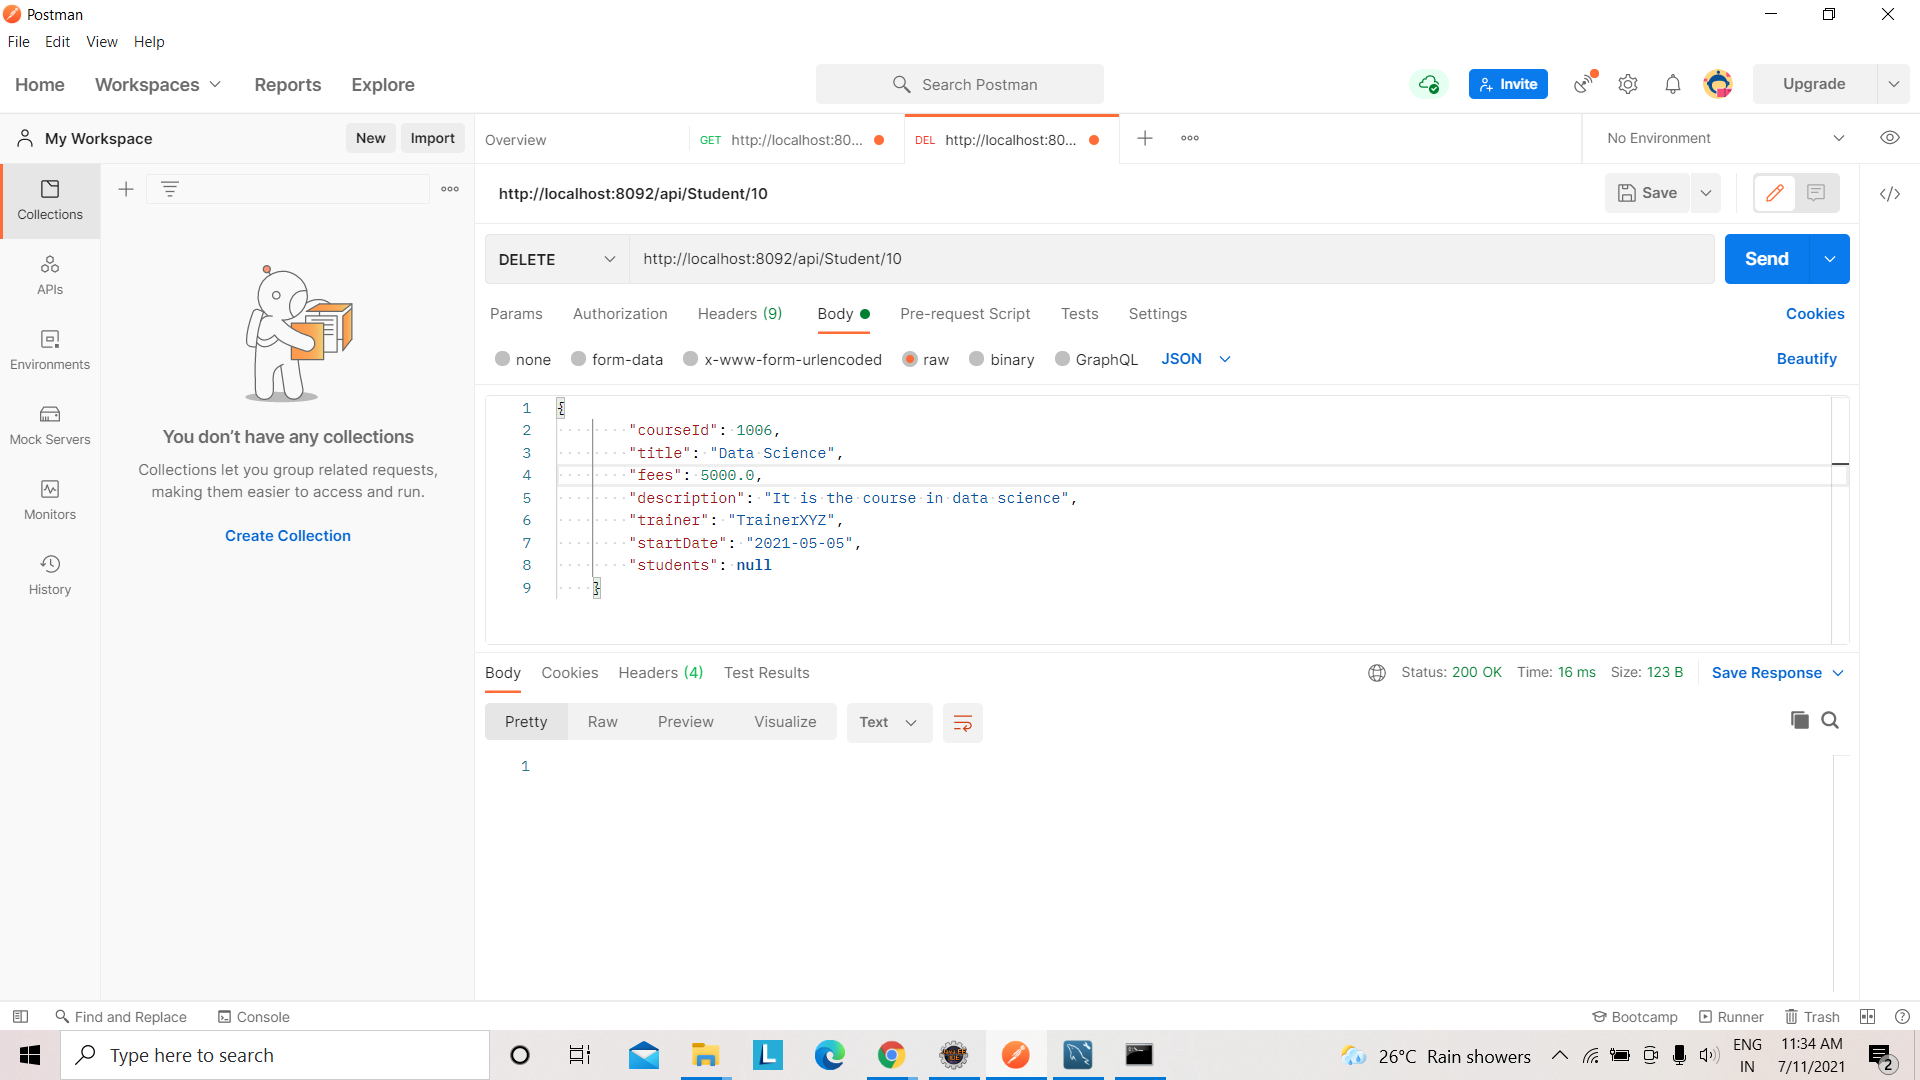 Postman
File Edit View Help
Home Workspaces Reports Explore
Search Postman
Invite
Upgrade
My Workspace
New Import
Overview
GET http://localhost:80...
DEL http://localhost:80...
No Environment
http://localhost:8092/api/Student/10
Save
DELETE http://localhost:8092/api/Student/10
Send
Params Authorization Headers (9) Body Pre-request Script Tests Settings
Cookies
none form-data x-www-form-urlencoded raw binary GraphQL JSON
Beautify
1 {
2 "courseId": 1006,
3 "title": "Data Science",
4 "fees": 5000.0,
5 "description": "It is the course in data science",
6 "trainer": "TrainerXYZ",
7 "startDate": "2021-05-05",
8 "students": null
9 }
Collections
APIs
Environments
Mock Servers
Monitors
History
You don't have any collections
Collections let you group related requests,
making them easier to access and run.
Create Collection
Body Cookies Headers (4) Test Results
Status: 200 OK Time: 16 ms Size: 123 B
Save Response
Pretty Raw Preview Visualize
Text
1
Find and Replace Console
Bootcamp Runner Trash
Type here to search
L
26°C Rain showers
ENG
IN
11:34 AM
7/11/2021
2